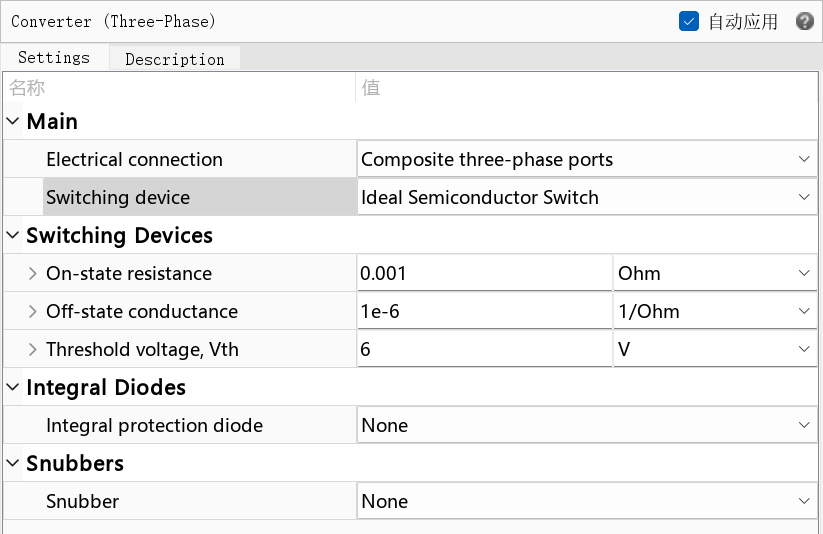 Converter (Three-Phase) 自动应用 ?
Settings Description
名称 值
Main
Electrical connection Composite three-phase ports
Switching device Ideal Semiconductor Switch
Switching Devices
On-state resistance 0.001 Ohm
Off-state conductance 1e-6 1/Ohm
Threshold voltage, Vth 6 V
Integral Diodes
Integral protection diode None
Snubbers
Snubber None